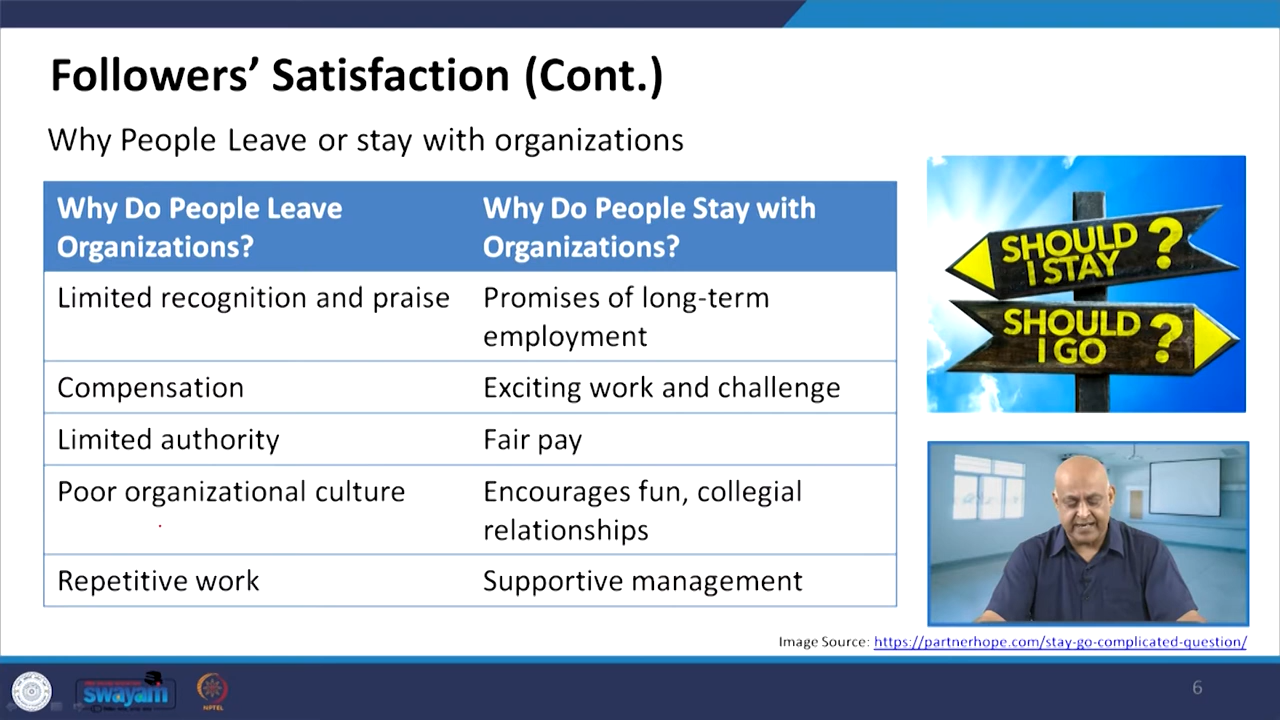 Followers’ Satisfaction (Cont.)
Why People Leave or stay with organizations
Why Do People Leave
Organizations?
Why Do People Stay with
Organizations?
Limited recognition and praise
Promises of long-term
employment
Compensation
Exciting work and challenge
Limited authority
Fair pay
Poor organizational culture
Encourages fun, collegial
relationships
Repetitive work
Supportive management
SHOULD
I STAY ?
SHOULD
I GO ?
Image Source: https://partnerhope.com/stay-go-complicated-question/
swayam
NPTEL
6